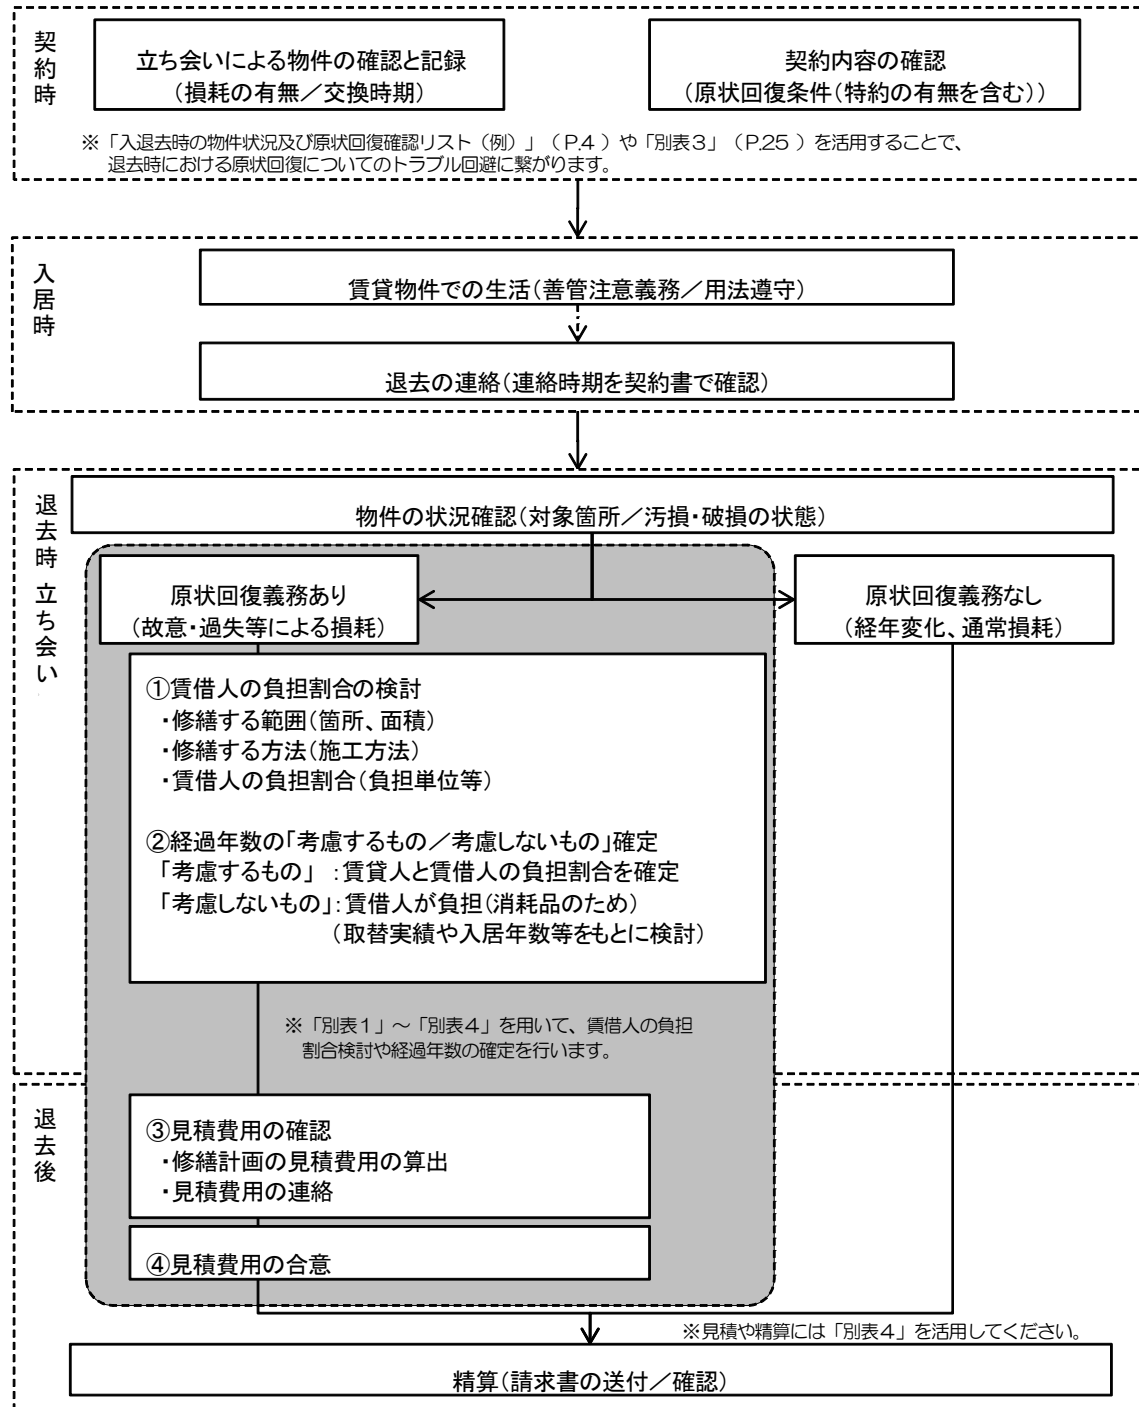 契約時
立ち会いによる物件の確認と記録
（損耗の有無／交換時期）
契約内容の確認
（原状回復条件（特約の有無を含む））
※「入退去時の物件状況及び原状回復確認リスト（例）」（P.4 ）や「別表３」（P.25 ）を活用することで、
退去時における原状回復についてのトラブル回避に繋がります。
入居時
賃貸物件での生活（善管注意義務／用法遵守）
退去の連絡（連絡時期を契約書で確認）
退去時 立ち会い
物件の状況確認（対象箇所／汚損・破損の状態）
原状回復義務あり
（故意・過失等による損耗）
原状回復義務なし
（経年変化、通常損耗）
①賃借人の負担割合の検討
・修繕する範囲（箇所、面積）
・修繕する方法（施工方法）
・賃借人の負担割合（負担単位等）
②経過年数の「考慮するもの／考慮しないもの」確定
「考慮するもの」 ：賃貸人と賃借人の負担割合を確定
「考慮しないもの」：賃借人が負担（消耗品のため）
（取替実績や入居年数等をもとに検討）
※「別表１」～「別表４」を用いて、賃借人の負担
割合検討や経過年数の確定を行います。
退去後
③見積費用の確認
・修繕計画の見積費用の算出
・見積費用の連絡
④見積費用の合意
※見積や精算には「別表４」を活用してください。
精算（請求書の送付／確認）